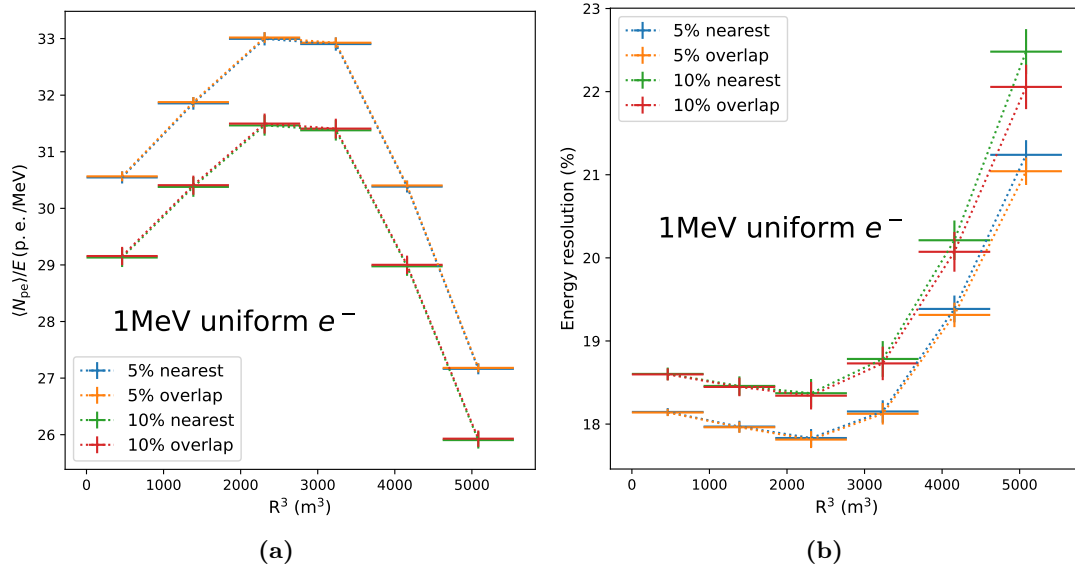 33
32
31
30
29
28
27
26
⟨N_pe⟩/E (p. e./MeV)
1MeV uniform e⁻
5% nearest
5% overlap
10% nearest
10% overlap
0 1000 2000 3000 4000 5000
R³ (m³)
(a)
23
22
21
20
19
18
Energy resolution (%)
5% nearest
5% overlap
10% nearest
10% overlap
1MeV uniform e⁻
0 1000 2000 3000 4000 5000
R³ (m³)
(b)